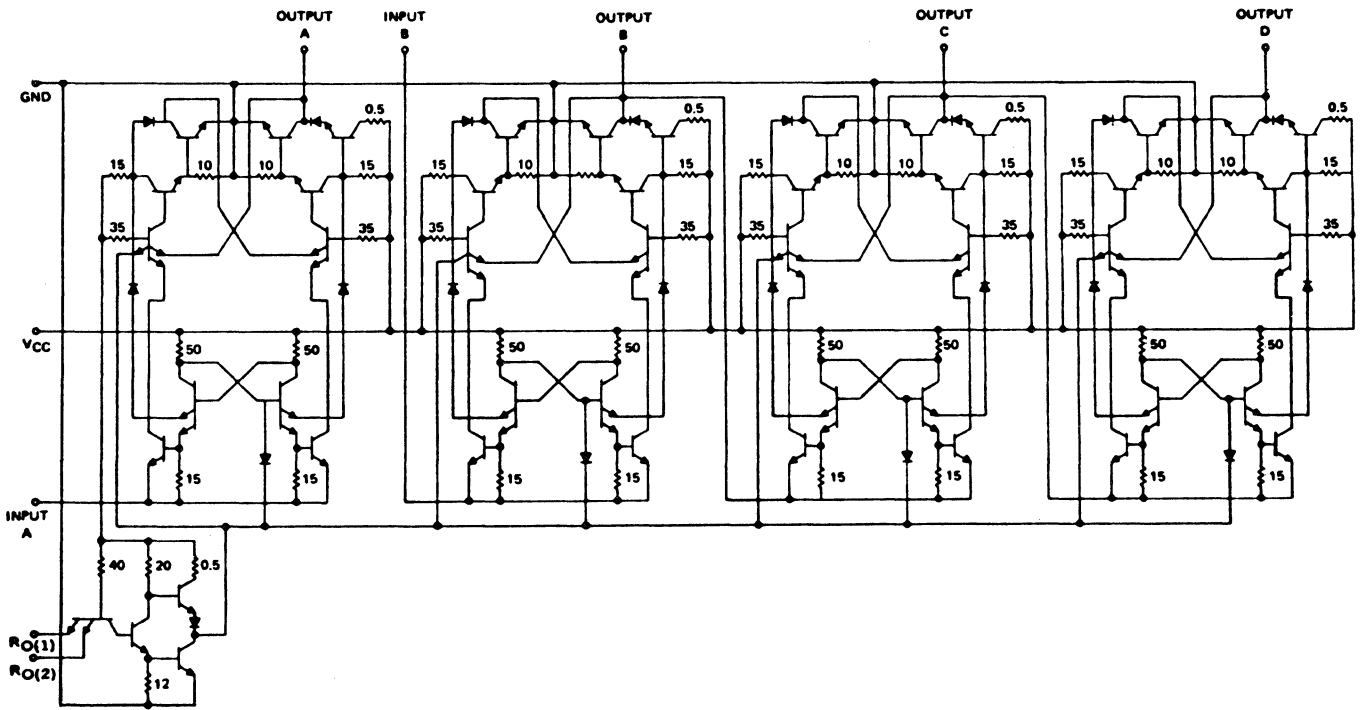 OUTPUT A
INPUT B
OUTPUT B
OUTPUT C
OUTPUT D
GND
0.5 0.5 0.5 0.5
15 10 10 15 15 10 15 15 10 10 15 15 10 10 15
35 35 35 35 35 35 35 35
VCC
50 50 50 50 50 50 50 50
15 15 15 15 15 15 15 15
INPUT A
40 20 0.5
RO(1)
RO(2)
12